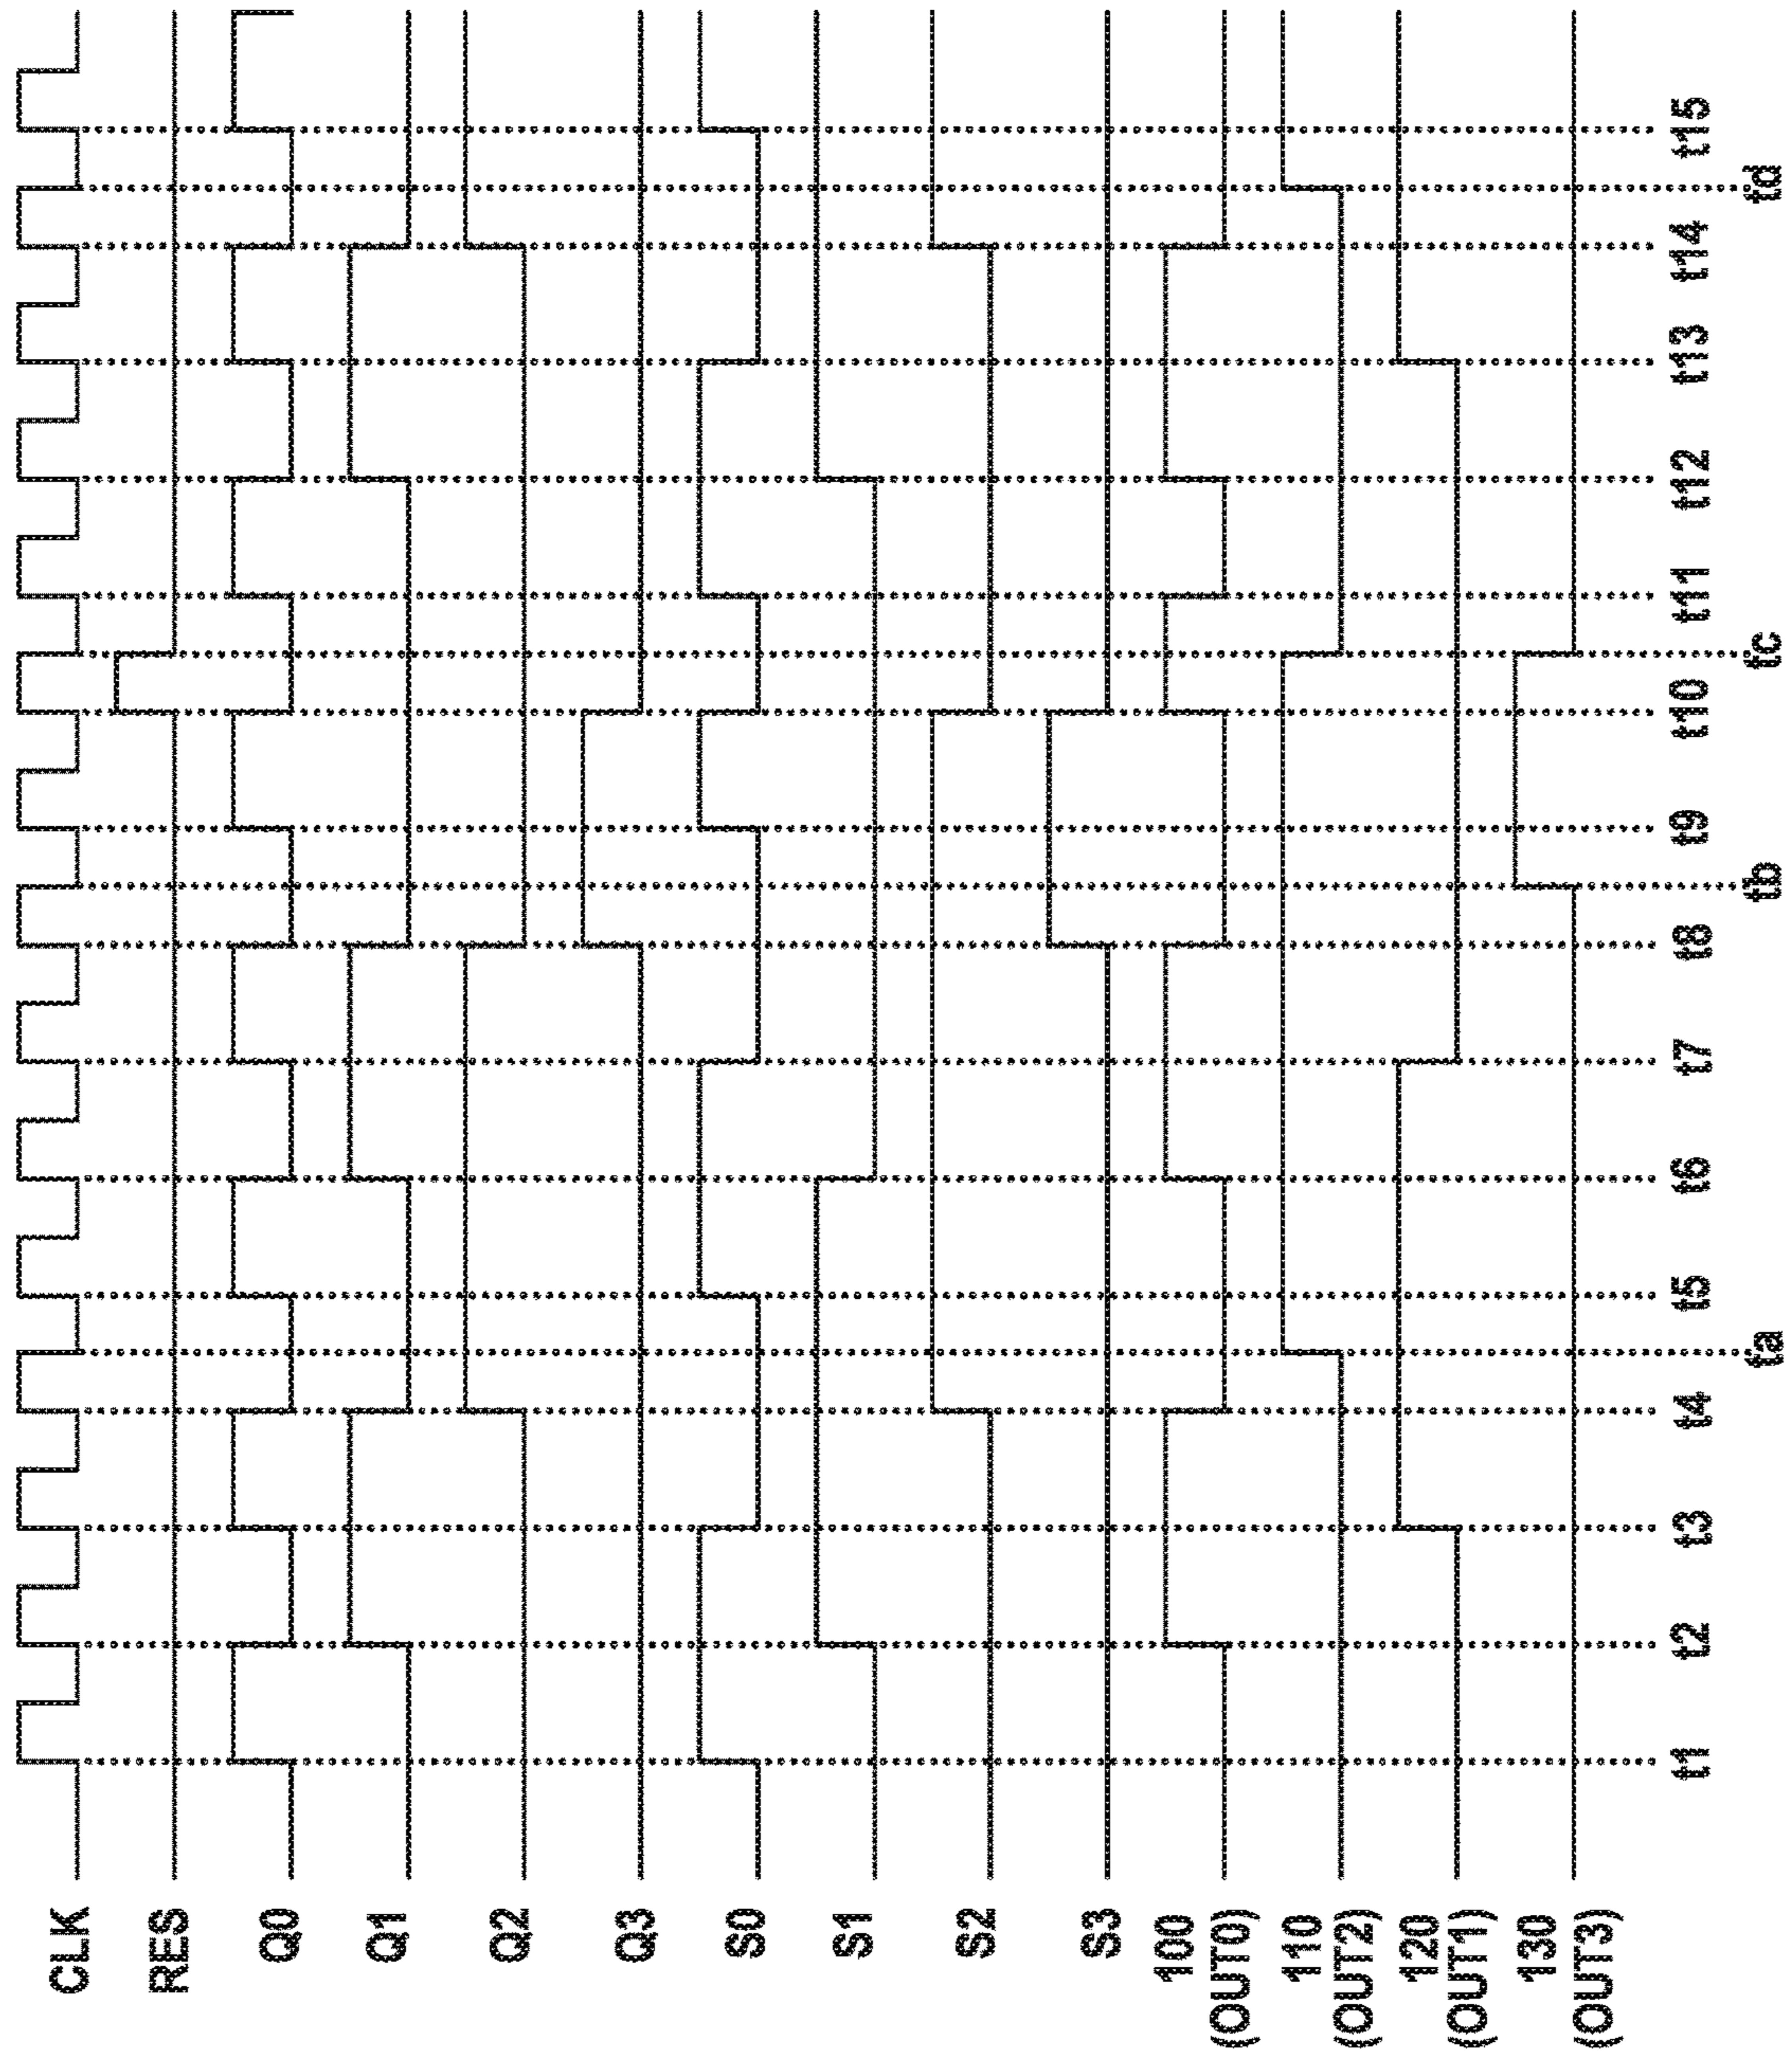 CLK
RES
Q0
Q1
Q2
Q3
S0
S1
S2
S3
100
(OUT0)
110
(OUT2)
120
(OUT1)
130
(OUT3)
t1
t2
t3
t4
ta
t5
t6
t7
t8
tb
t9
t10
tc
t11
t12
t13
t14
td
t15